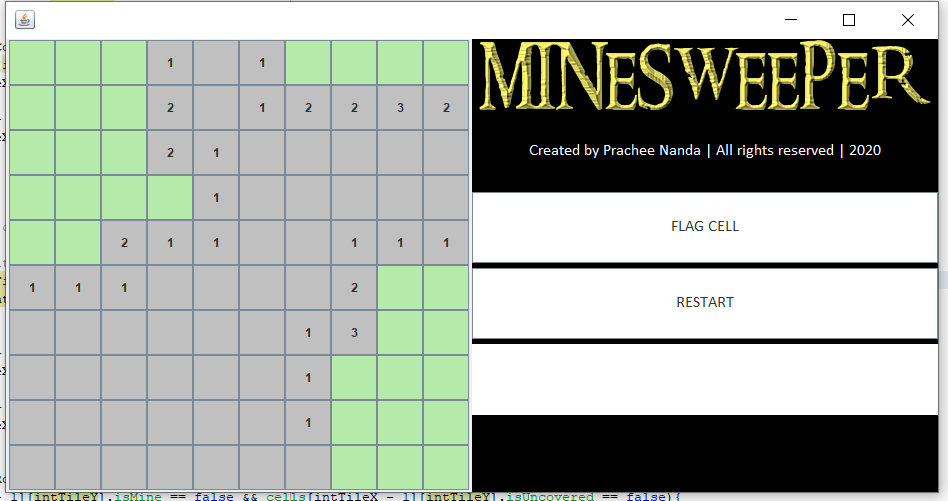 MINESWEEPER
Created by Prachee Nanda | All rights reserved | 2020
FLAG CELL
RESTART
1 1
2 1 2 2 3 2
2 1
1
2 1 1 1 1 1
1 1 1 2
1 3
1
1
l][intTileY].isMine == false && cells[intTileX - l][intTileY].isUncovered == false){